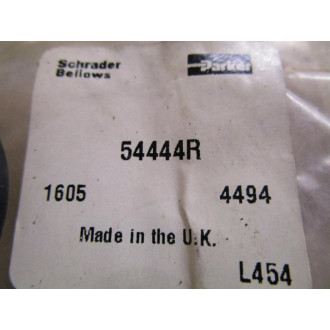 Schrader Parker
Bellows
54444R
1605 4494
Made in the U.K.
L454